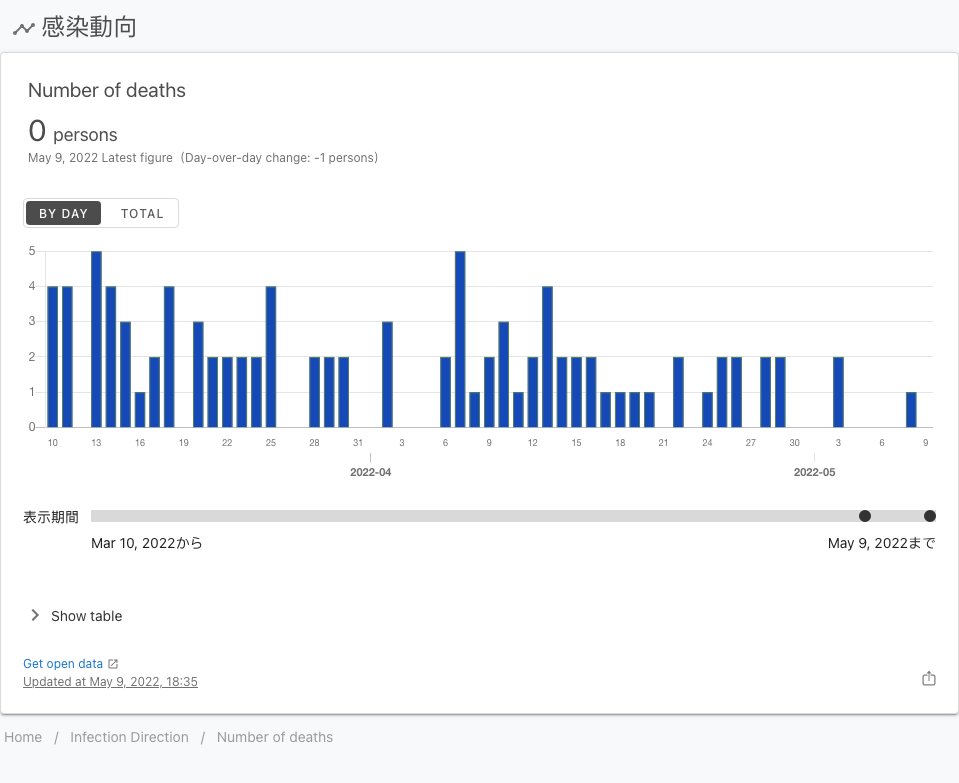 感染動向
Number of deaths
0 persons
May 9, 2022 Latest figure (Day-over-day change: -1 persons)
BY DAY TOTAL
5
4
3
2
1
0
10 13 16 19 22 25 28 31 3 6 9 12 15 18 21 24 27 30 3 6 9
2022-04 2022-05
表示期間
Mar 10, 2022から May 9, 2022まで
Show table
Get open data
Updated at May 9, 2022, 18:35
Home / Infection Direction / Number of deaths